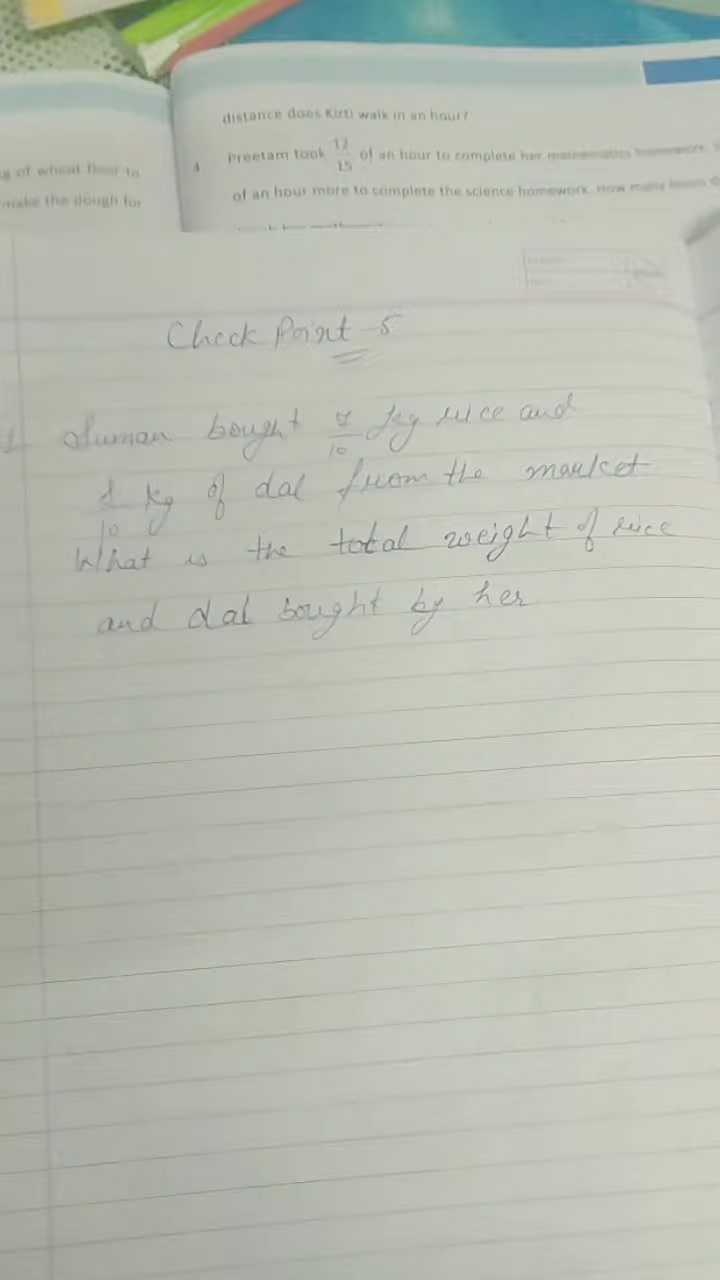 distance does Kirti walk in an hour?
g of wheat flour to
4. Preetam took 12/15 of an hour to complete her mathematics homework.
make the dough for
of an hour more to complete the science homework. How many hours
Check Point - 5
1 Suman bought /10 kg rice and
/10 kg of dal from the market
What is the total weight of rice
and dal bought by her